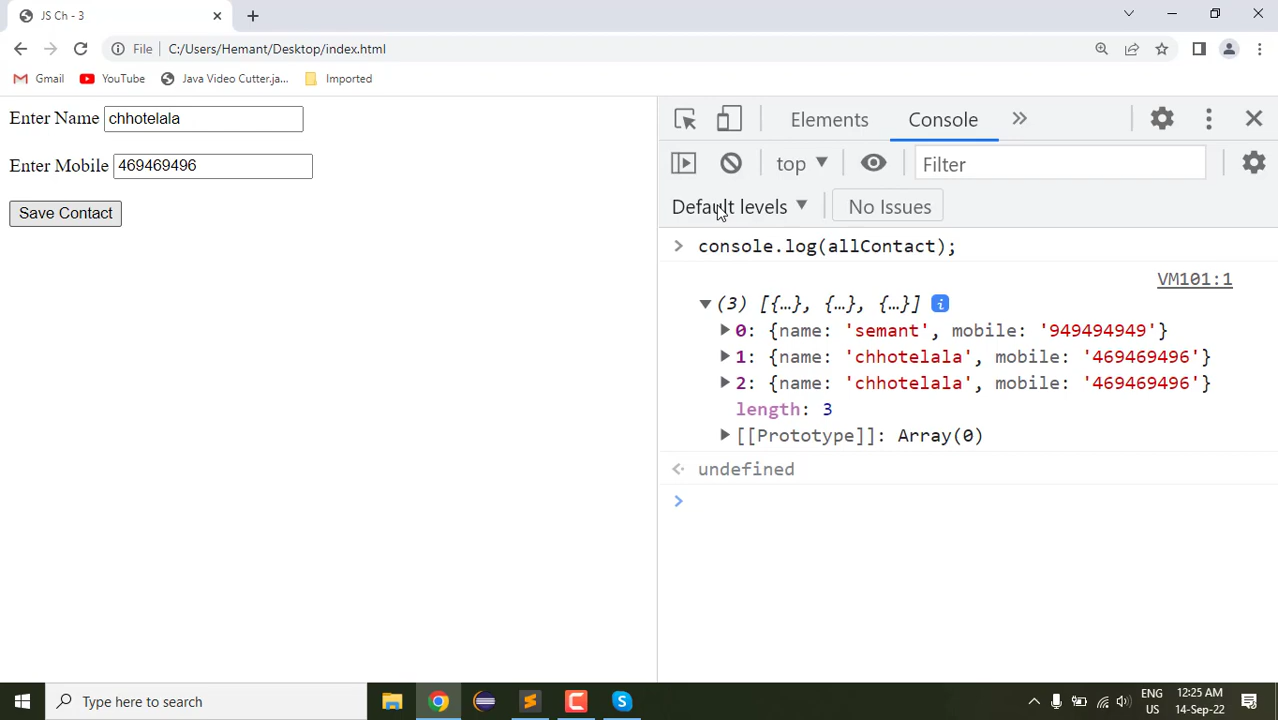 JS Ch - 3
File
C:/Users/Hemant/Desktop/index.html
Gmail
YouTube
Java Video Cutter.ja...
Imported
Enter Name
chhotelala
Enter Mobile
469469496
Save Contact
Elements
Console
top
Filter
Default levels
No Issues
console.log(allContact);
VM101:1
(3) [{…}, {…}, {…}]
0: {name: 'semant', mobile: '949494949'}
1: {name: 'chhotelala', mobile: '469469496'}
2: {name: 'chhotelala', mobile: '469469496'}
length: 3
[[Prototype]]: Array(0)
undefined
Type here to search
ENG
US
12:25 AM
14-Sep-22